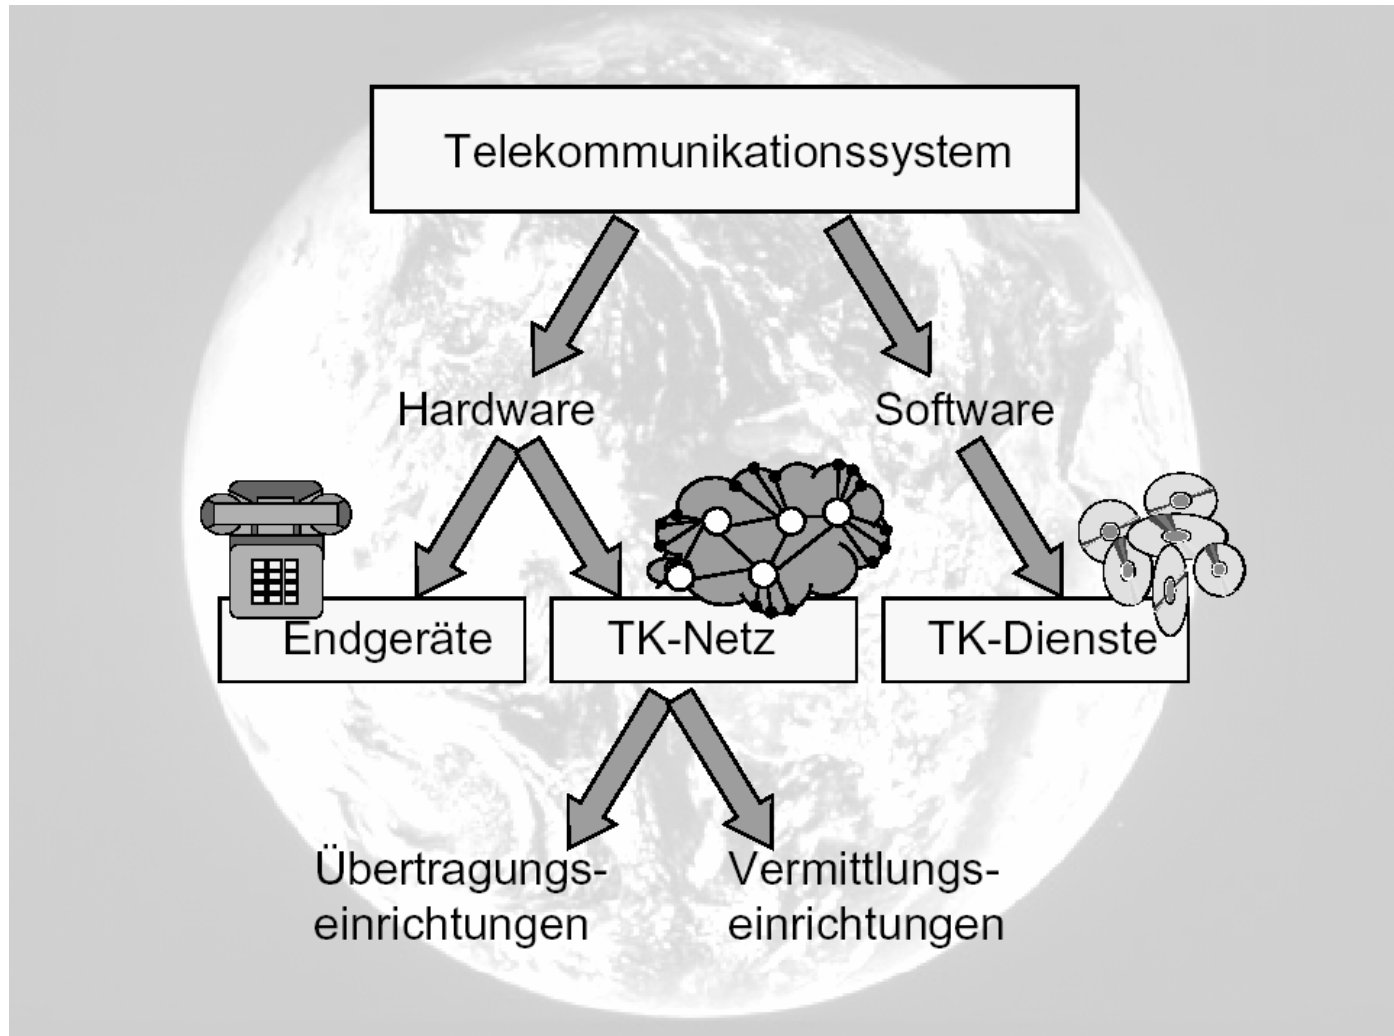 Telekommunikationssystem
Hardware
Software
Endgeräte
TK-Netz
TK-Dienste
Übertragungs-
einrichtungen
Vermittlungs-
einrichtungen